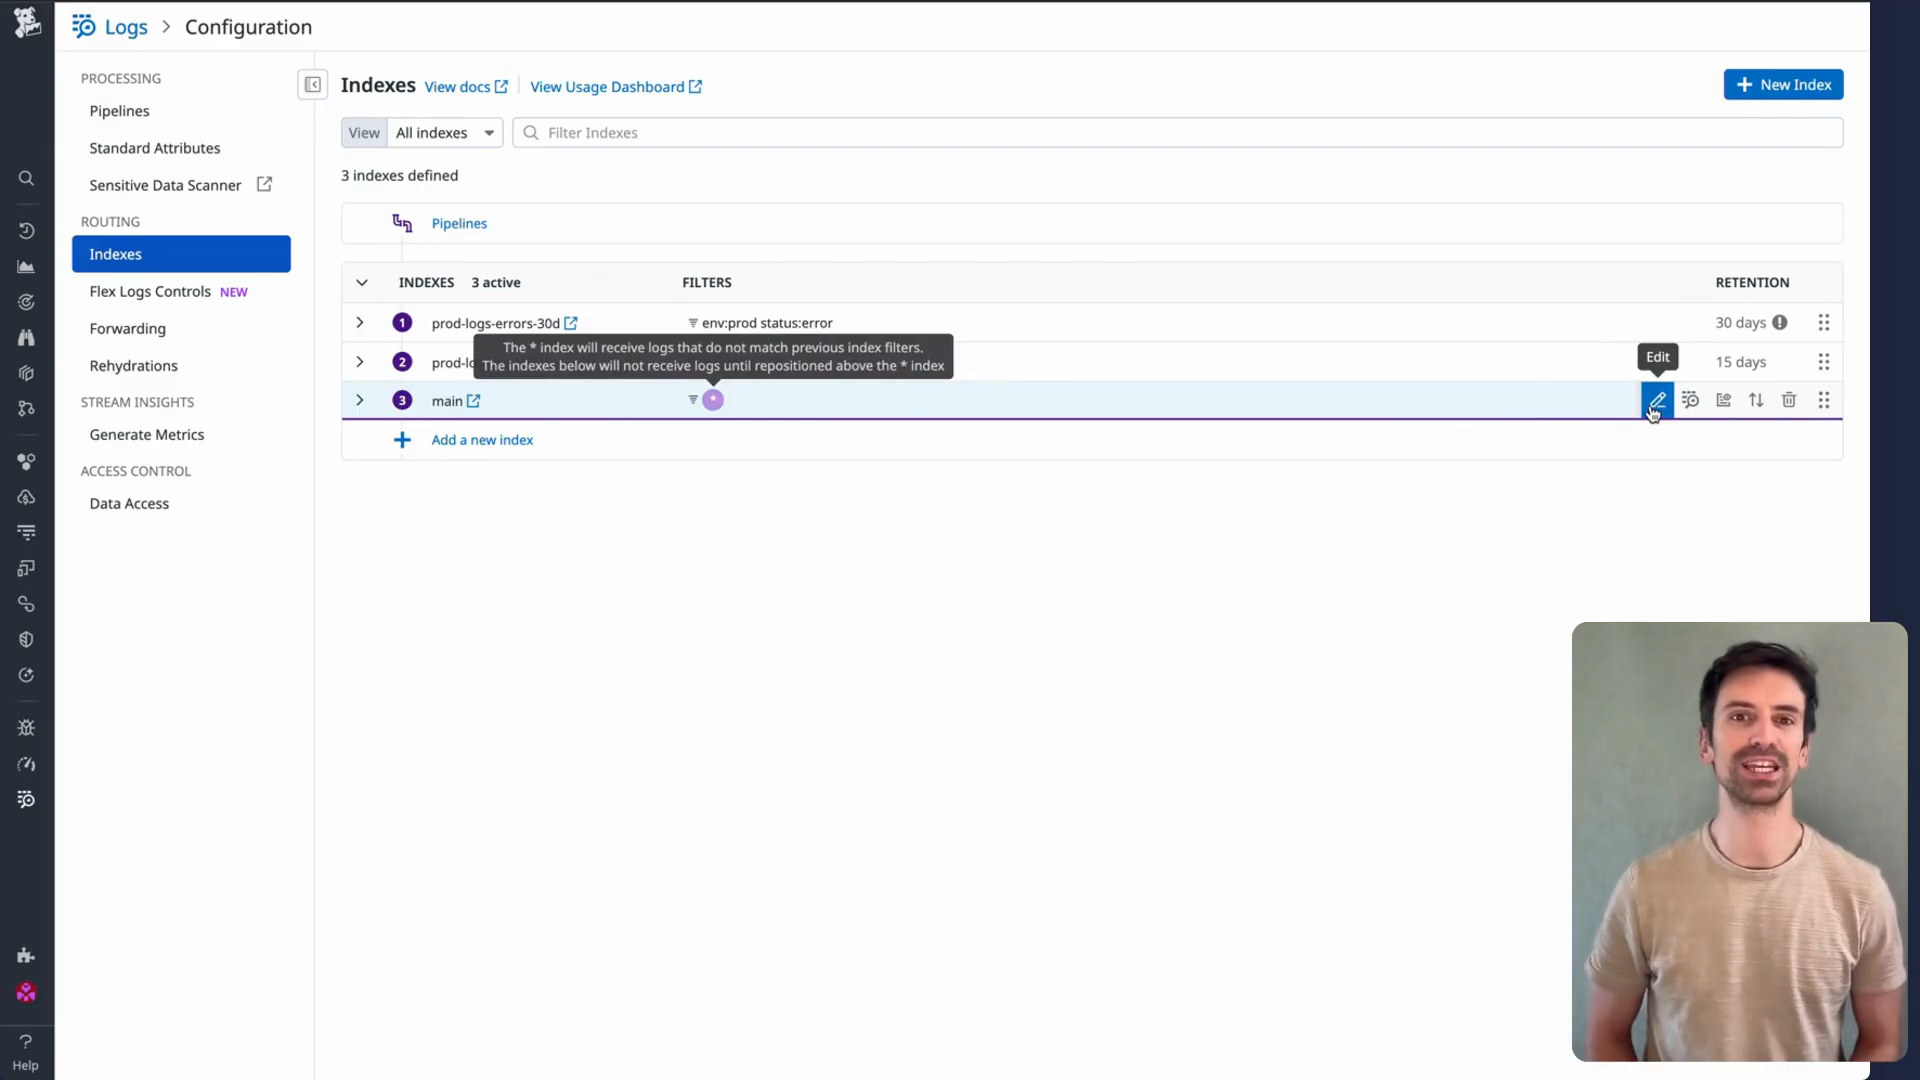 Logs > Configuration
PROCESSING
Pipelines
Standard Attributes
Sensitive Data Scanner
ROUTING
Indexes
Flex Logs Controls NEW
Forwarding
Rehydrations
STREAM INSIGHTS
Generate Metrics
ACCESS CONTROL
Data Access
Help
Indexes View docs View Usage Dashboard
+ New Index
View All indexes Filter Indexes
3 indexes defined
Pipelines
INDEXES 3 active FILTERS RETENTION
1 prod-logs-errors-30d env:prod status:error 30 days
The * index will receive logs that do not match previous index filters.
The indexes below will not receive logs until repositioned above the * index
Edit
2 15 days
3 main *
+ Add a new index